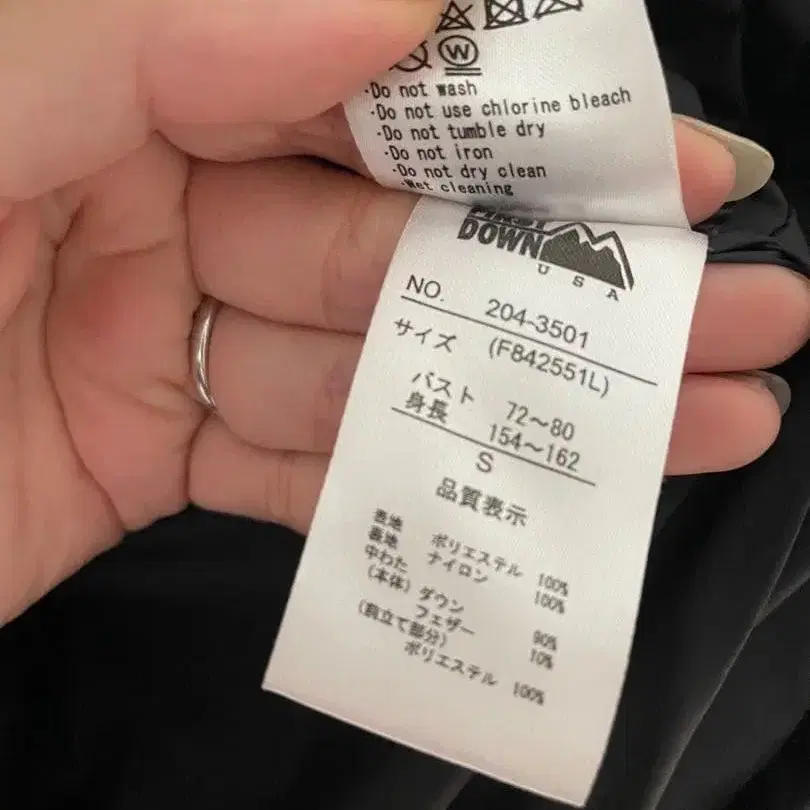 W
·Do not wash
·Do not use chlorine bleach
·Do not tumble dry
·Do not iron
·Do not dry clean
·Wet cleaning
FIRST
DOWN
USA
NO. 204-3501
サイズ (F842551L)
バスト 72～80
身長 154～162
S
品質表示
表地 ポリエステル 100%
裏地 ナイロン 100%
中わた
(本体) ダウン 90%
フェザー 10%
(前立て部分)
ポリエステル 100%